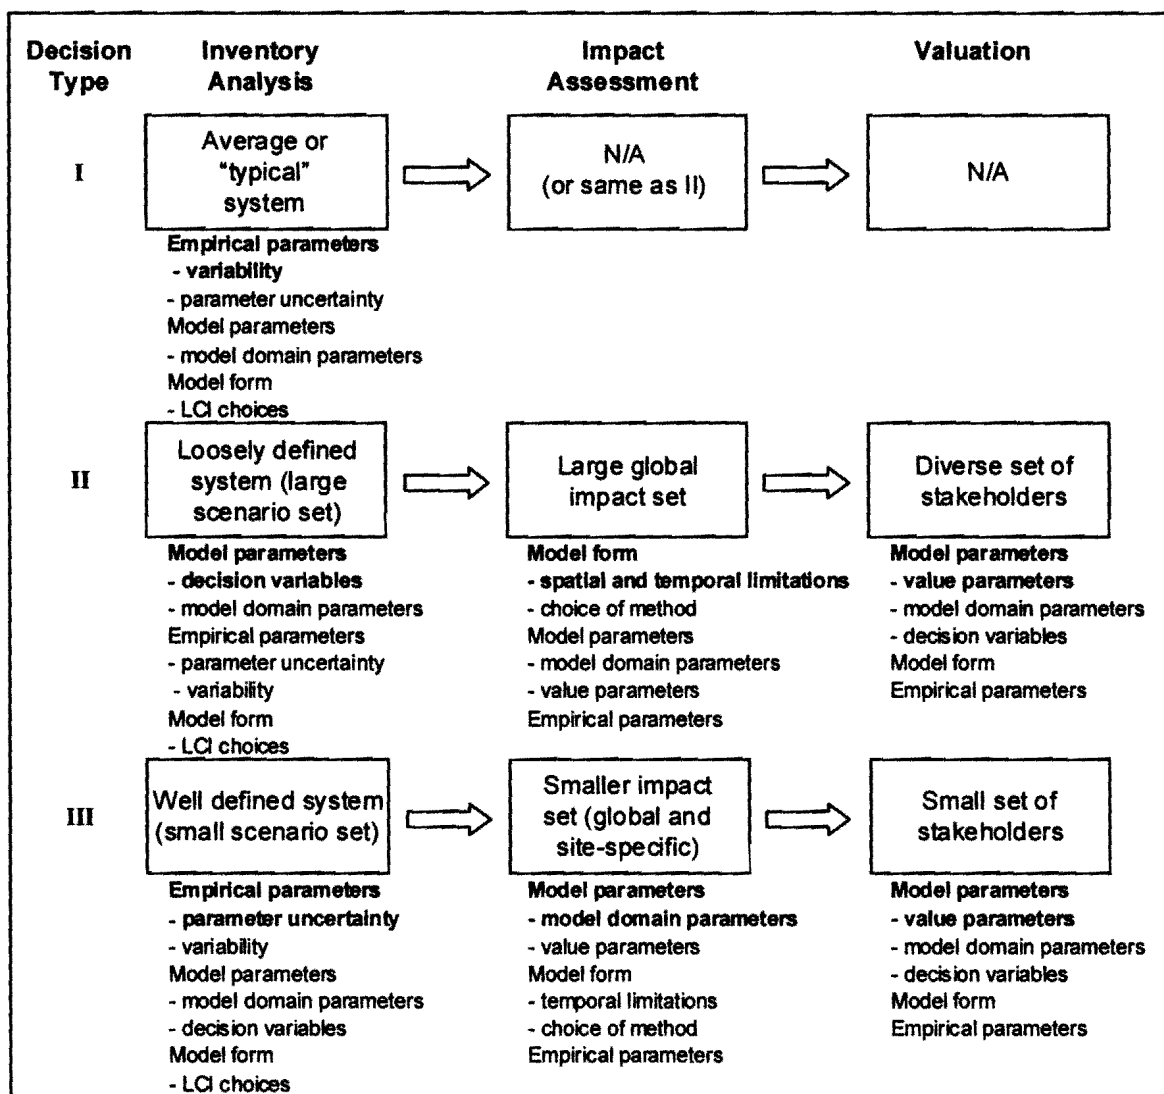 Decision Type
Inventory Analysis
Impact Assessment
Valuation
I
Average or
“typical”
system
N/A
(or same as II)
N/A
Empirical parameters
- variability
- parameter uncertainty
Model parameters
- model domain parameters
Model form
- LCI choices
II
Loosely defined
system (large
scenario set)
Large global
impact set
Diverse set of
stakeholders
Model parameters
- decision variables
- model domain parameters
Empirical parameters
- parameter uncertainty
- variability
Model form
- LCI choices
Model form
- spatial and temporal limitations
- choice of method
Model parameters
- model domain parameters
- value parameters
Empirical parameters
Model parameters
- value parameters
- model domain parameters
- decision variables
Model form
Empirical parameters
III
Well defined system
(small scenario set)
Smaller impact
set (global and
site-specific)
Small set of
stakeholders
Empirical parameters
- parameter uncertainty
- variability
Model parameters
- model domain parameters
- decision variables
Model form
- LCI choices
Model parameters
- model domain parameters
- value parameters
Model form
- temporal limitations
- choice of method
Empirical parameters
Model parameters
- value parameters
- model domain parameters
- decision variables
Model form
Empirical parameters